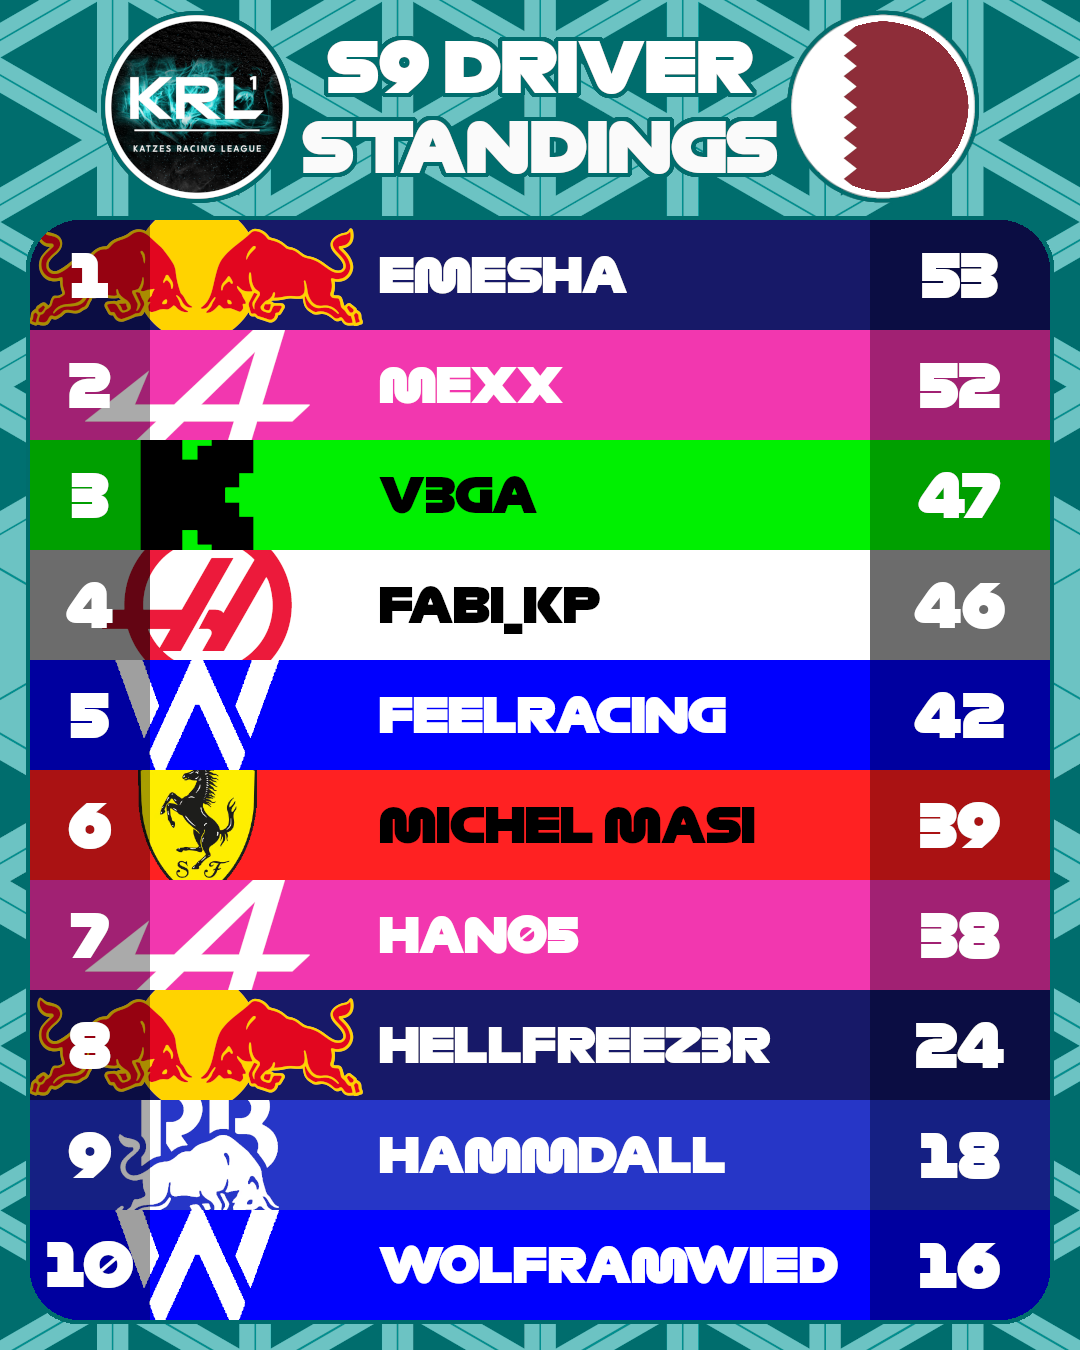 KRL1
KATZES RACING LEAGUE
S9 DRIVER
STANDINGS
1 EMESHA 53
2 MEXX 52
3 V3GA 47
4 FABI_KP 46
5 FEELRACING 42
6 S F MICHEL MASI 39
7 HAN05 38
8 HELLFREEZ3R 24
9 RB HAMMDALL 18
10 WOLFRAMWIED 16